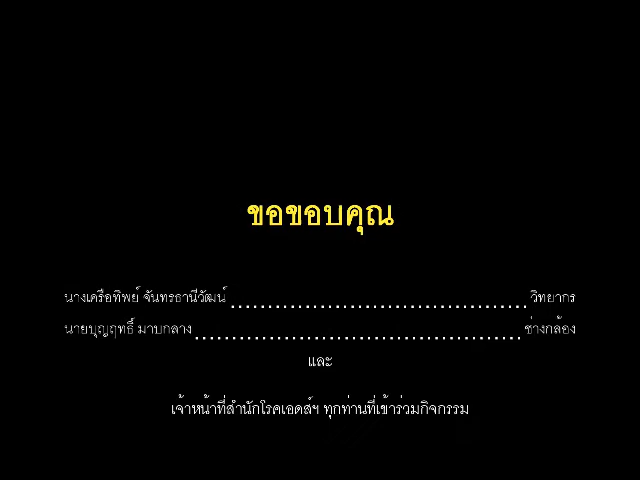 ขอขอบคุณ
นางเครือทิพย์ จันทรธานีวัฒน์ ........................................ วิทยากร
นายบุญฤทธิ์ มาบกลาง ............................................ ช่างกล้อง
และ
เจ้าหน้าที่สำนักโรคเอดส์ฯ ทุกท่านที่เข้าร่วมกิจกรรม